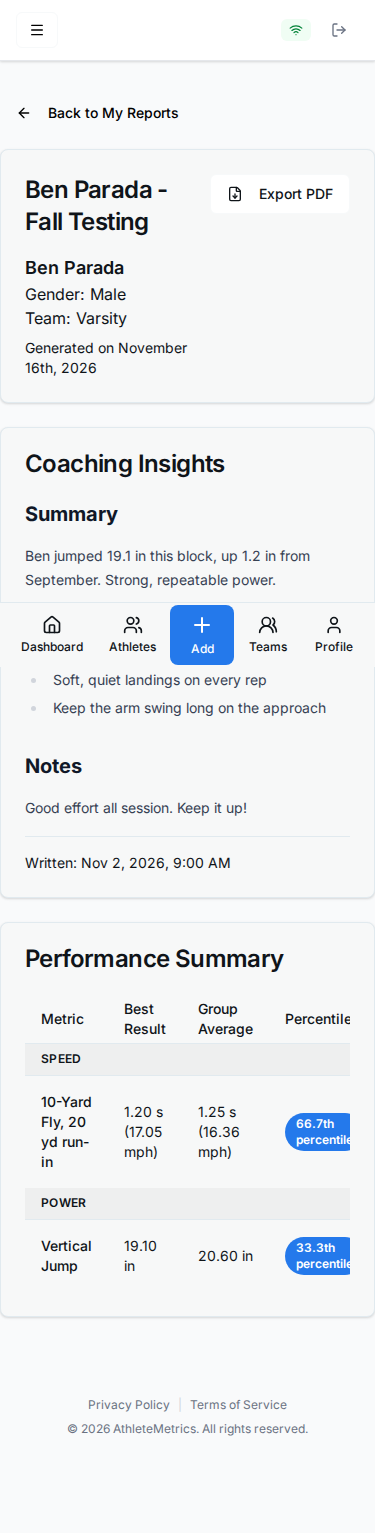 Back to My Reports
Ben Parada -
Fall Testing
Export PDF
Ben Parada
Gender: Male
Team: Varsity
Generated on November
16th, 2026
Coaching Insights
Summary
Ben jumped 19.1 in this block, up 1.2 in from
September. Strong, repeatable power.
Dashboard
Athletes
Add
Teams
Profile
Soft, quiet landings on every rep
Keep the arm swing long on the approach
Notes
Good effort all session. Keep it up!
Written: Nov 2, 2026, 9:00 AM
Performance Summary
Metric
Best
Result
Group
Average
Percentile
SPEED
10-Yard
Fly, 20
yd run-
in
1.20 s
(17.05
mph)
1.25 s
(16.36
mph)
66.7th
percentile
POWER
Vertical
Jump
19.10
in
20.60 in
33.3th
percentile
Privacy Policy | Terms of Service
© 2026 AthleteMetrics. All rights reserved.